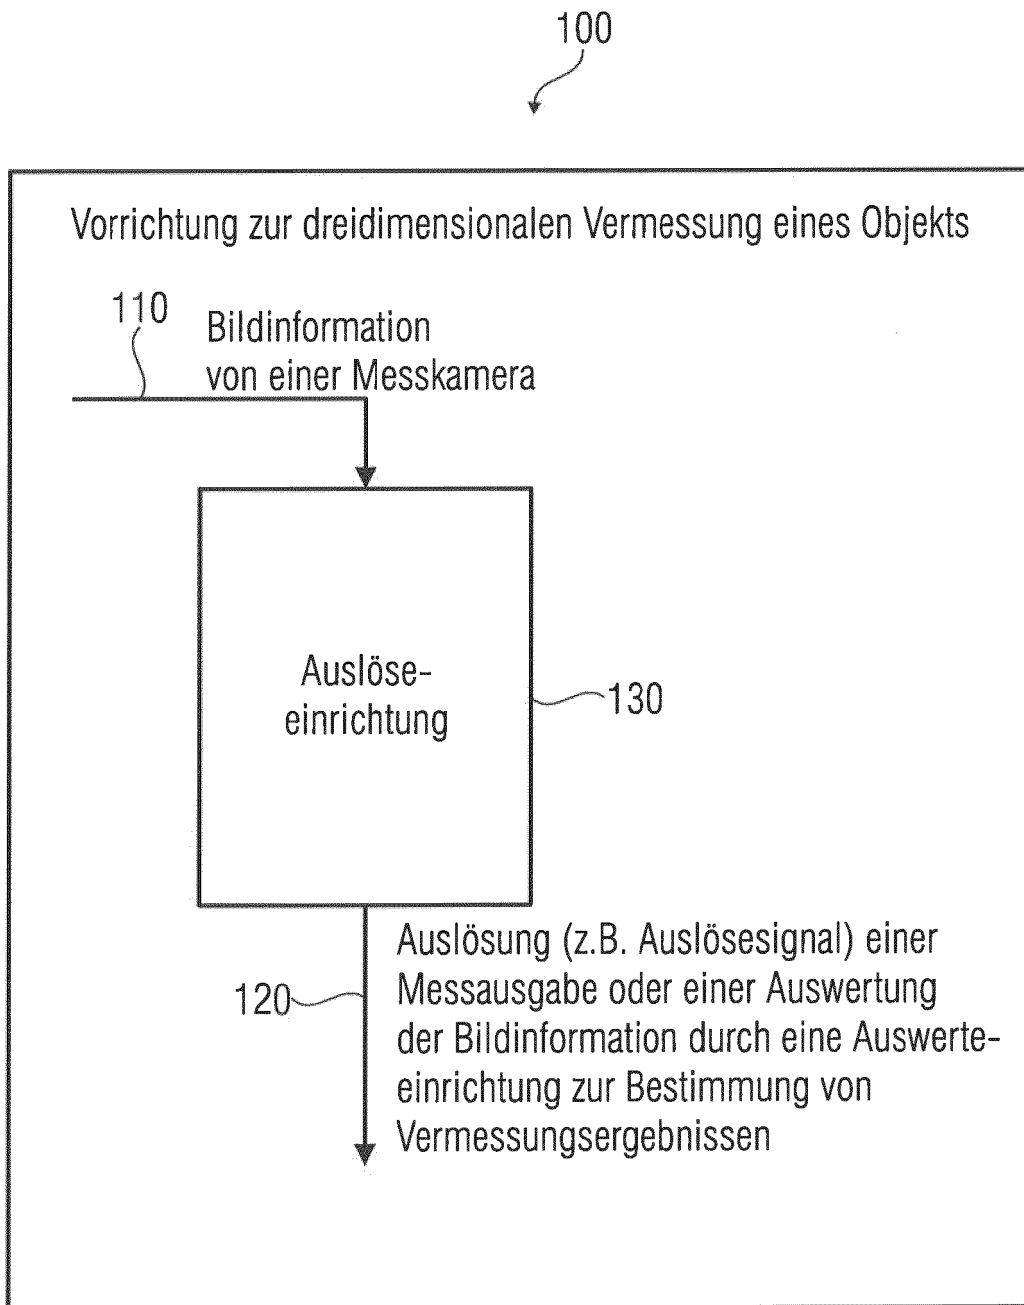 100
Vorrichtung zur dreidimensionalen Vermessung eines Objekts
110
Bildinformation
von einer Messkamera
Auslöse-
einrichtung
130
Auslösung (z.B. Auslösesignal) einer
Messausgabe oder einer Auswertung
120
der Bildinformation durch eine Auswerte-
einrichtung zur Bestimmung von
Vermessungsergebnissen